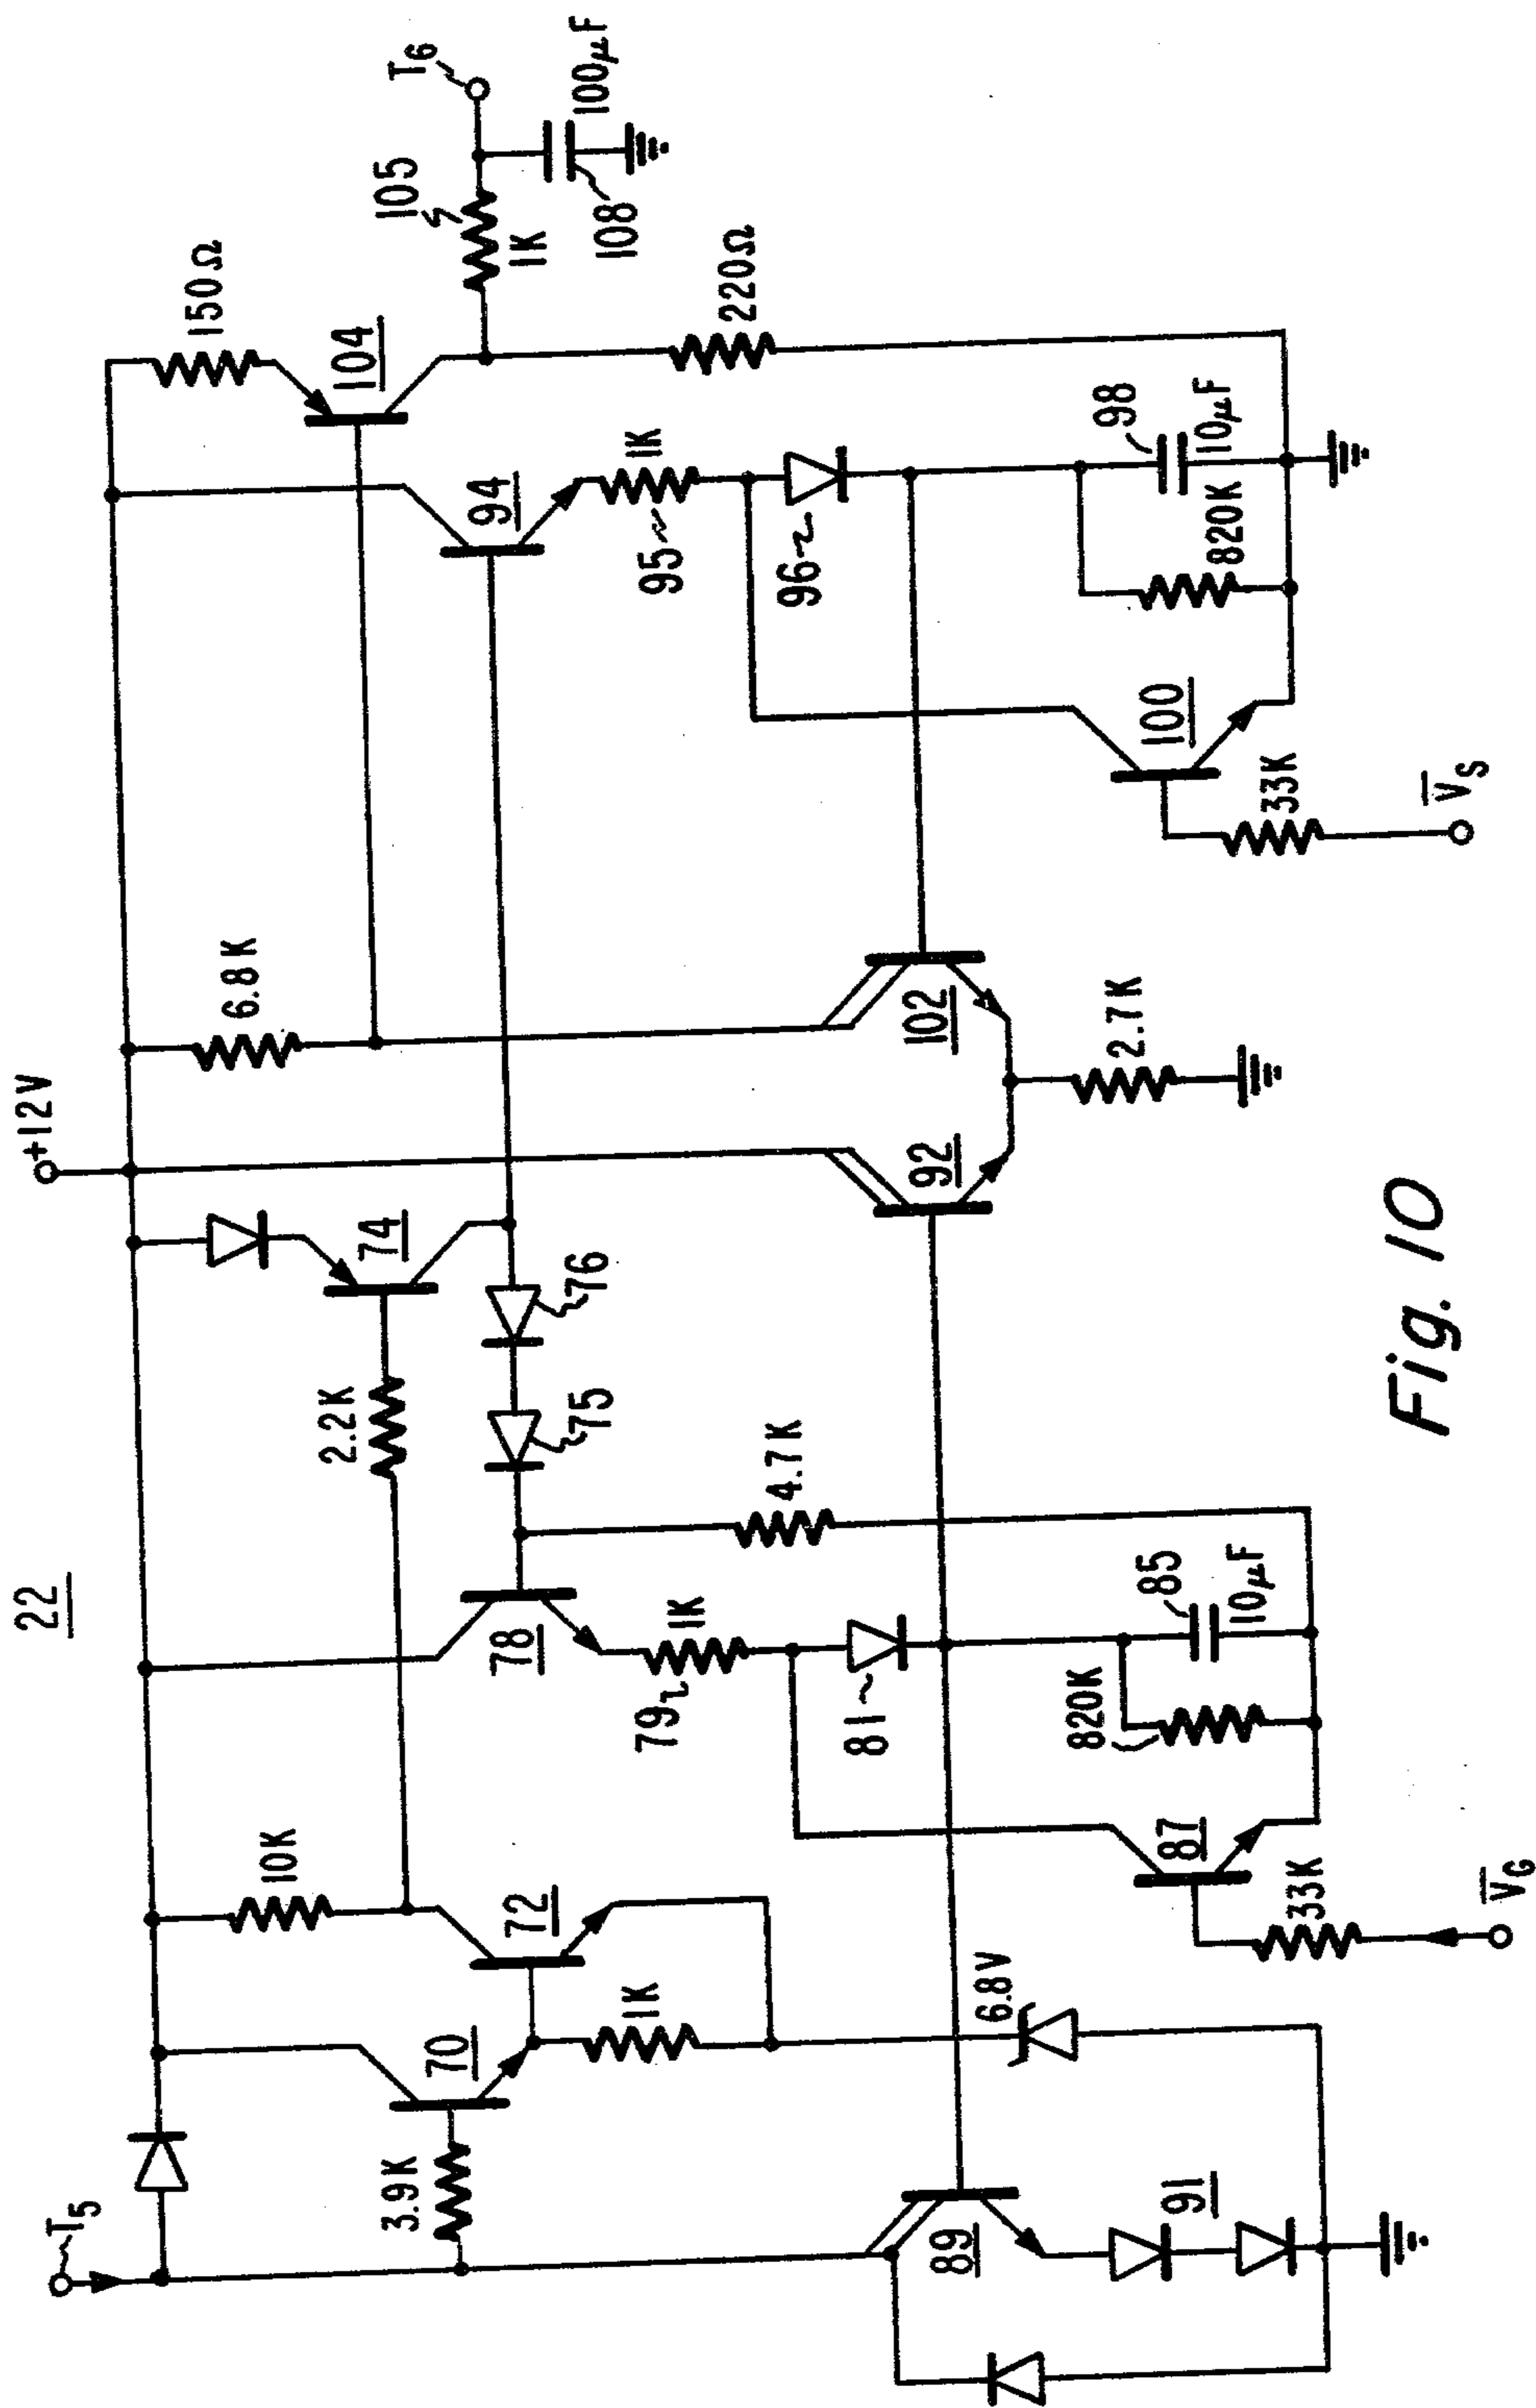 22
+12V
T5
T6
10K
6.8K
150Ω
2.2K
74
104
105
1K
100μF
108
3.9K
70
72
76
75
94
78
1K
79
4.7K
95
1K
220Ω
1K
81
96
6.8V
89
92
102
98
10μF
820K
85
10μF
820K
91
87
2.7K
100
33K
V̅G
33K
V̅S
Fig. 10